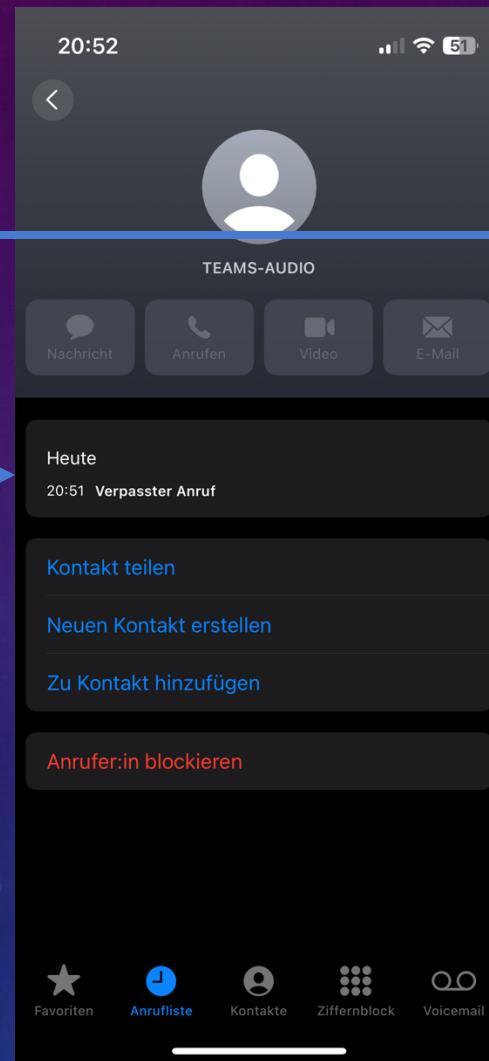 20:52
51
TEAMS-AUDIO
Nachricht Anrufen Video E-Mail
Heute
20:51 Verpasster Anruf
Kontakt teilen
Neuen Kontakt erstellen
Zu Kontakt hinzufügen
Anrufer:in blockieren
Favoriten Anrufliste Kontakte Ziffernblock Voicemail